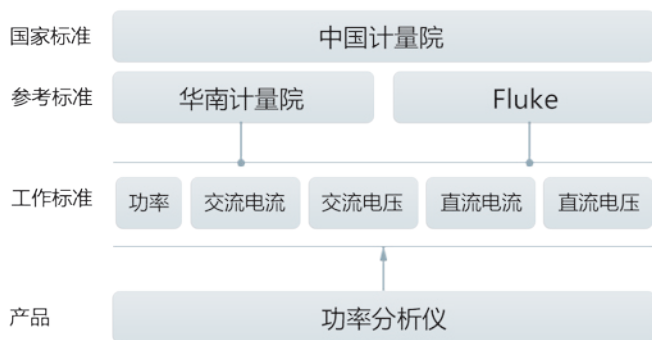 国家标准 中国计量院
参考标准 华南计量院 Fluke
工作标准 功率 交流电流 交流电压 直流电流 直流电压
产品 功率分析仪